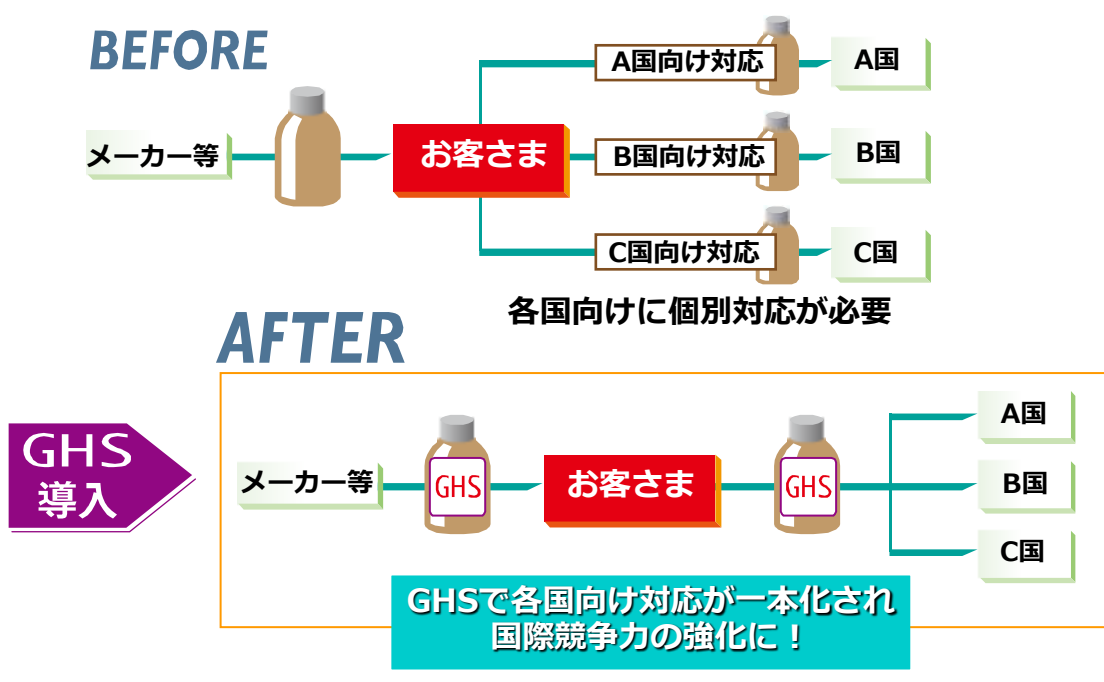 BEFORE
メーカー等
お客さま
A国向け対応
A国
B国向け対応
B国
C国向け対応
C国
各国向けに個別対応が必要
AFTER
GHS
導入
メーカー等
GHS
お客さま
GHS
A国
B国
C国
GHSで各国向け対応が一本化され
国際競争力の強化に！